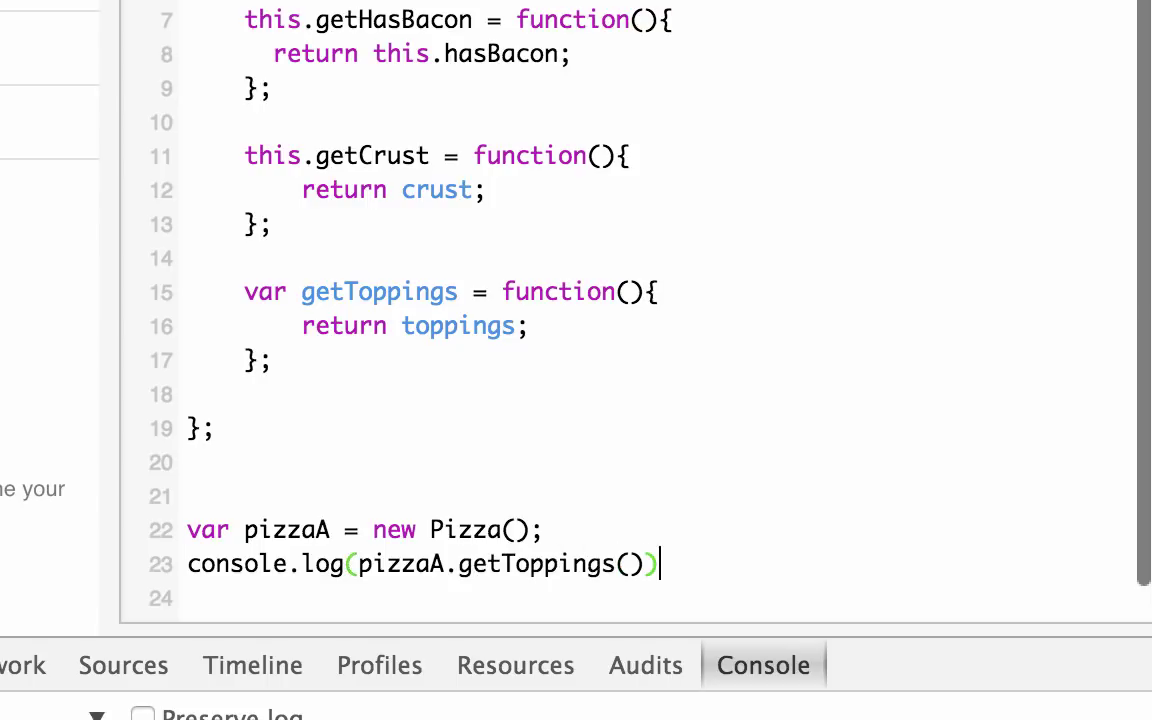 7 this.getHasBacon = function(){
8 return this.hasBacon;
9 };
10
11 this.getCrust = function(){
12 return crust;
13 };
14
15 var getToppings = function(){
16 return toppings;
17 };
18
19 };
20
21
22 var pizzaA = new Pizza();
23 console.log(pizzaA.getToppings())
24
your
Sources Timeline Profiles Resources Audits Console
Preserve log